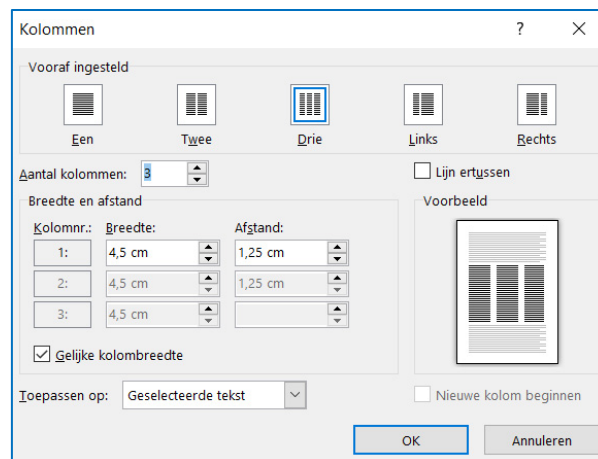 Kolommen ?
Vooraf ingesteld
Een Twee Drie Links Rechts
Aantal kolommen: 3 Lijn ertussen
Breedte en afstand Voorbeeld
Kolomnr.: Breedte: Afstand:
1: 4,5 cm 1,25 cm
2: 4,5 cm 1,25 cm
3: 4,5 cm
Gelijke kolombreedte
Toepassen op: Geselecteerde tekst Nieuwe kolom beginnen
OK Annuleren